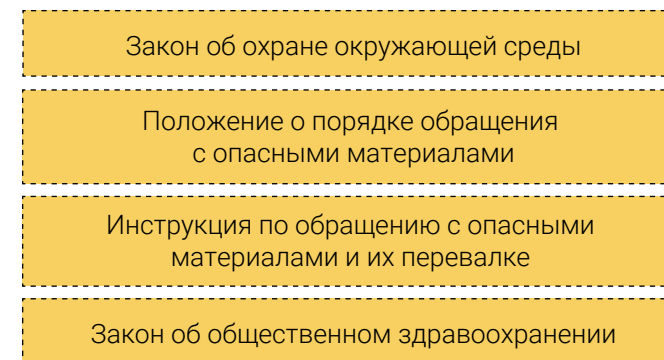 Закон об охране окружающей среды
Положение о порядке обращения
с опасными материалами
Инструкция по обращению с опасными
материалами и их перевалке
Закон об общественном здравоохранении